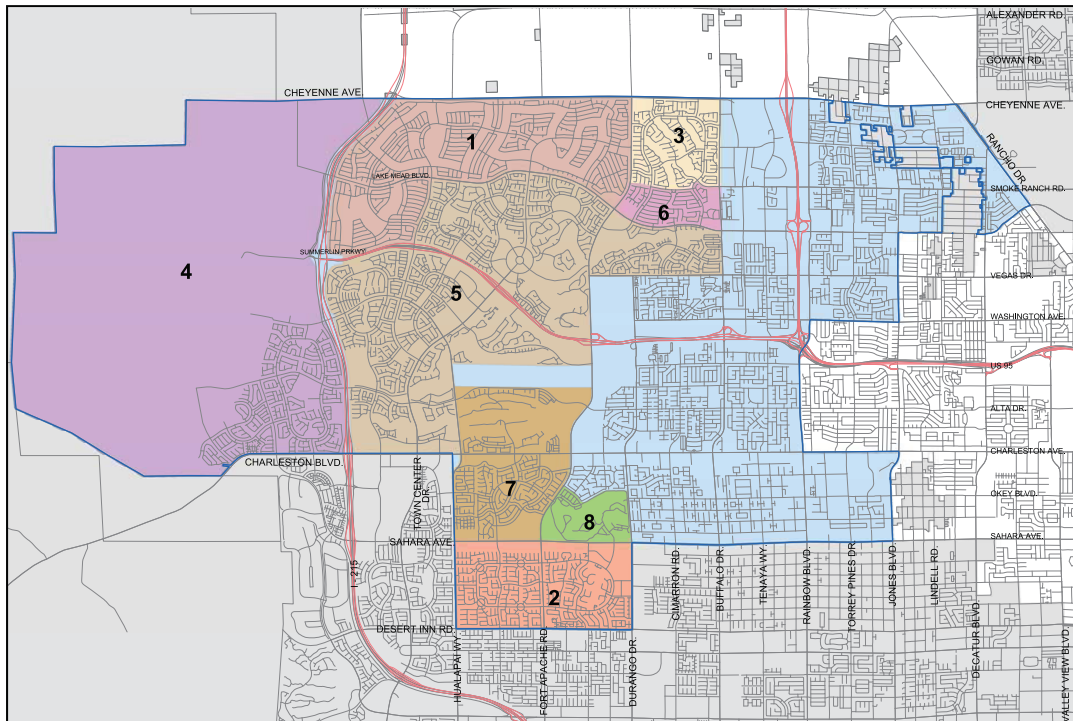 ALEXANDER RD.
GOWAN RD.
CHEYENNE AVE.
CHEYENNE AVE.
1
3
RANCHO DR.
LAKE MEAD BLVD.
SMOKE RANCH RD.
6
SUMMERLIN PRKWY.
4
VEGAS DR.
5
WASHINGTON AVE.
US 95
ALTA DR.
CHARLESTON BLVD.
CHARLESTON AVE.
TOWN CENTER
DR.
7
OKEY BLVD.
8
SAHARA AVE.
SAHARA AVE.
I - 215
2
CIMARRON RD.
BUFFALO DR.
TENAYA WY.
RAINBOW BLVD.
TORREY PINES DR.
JONES BLVD.
LINDELL RD.
DECATUR BLVD.
VALLEY VIEW BLVD.
DESERT INN RD.
HUALAPAI WY.
FORT APACHE RD.
DURANGO DR.